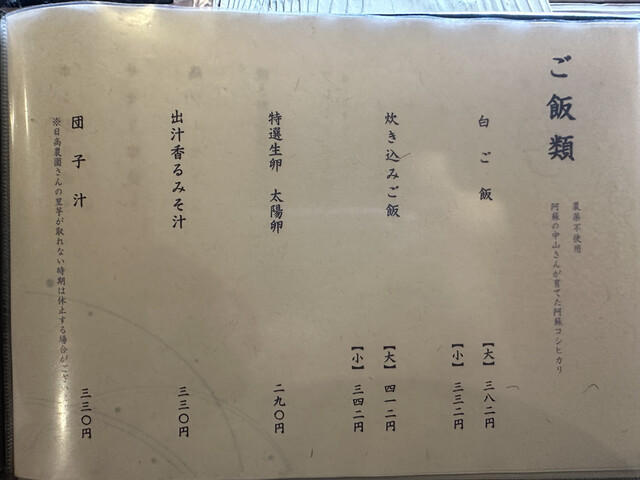 ご飯類
農薬不使用
阿蘇の中山さんが育てた阿蘇コシヒカリ
白ご飯
【大】三八二円
【小】三三二円
炊き込みご飯
【大】四一二円
【小】三四二円
特選生卵 太陽卵
二九〇円
出汁香るみそ汁
三三〇円
団子汁
三三〇円
※日高農園さんの里芋が取れない時期は休止する場合がござい